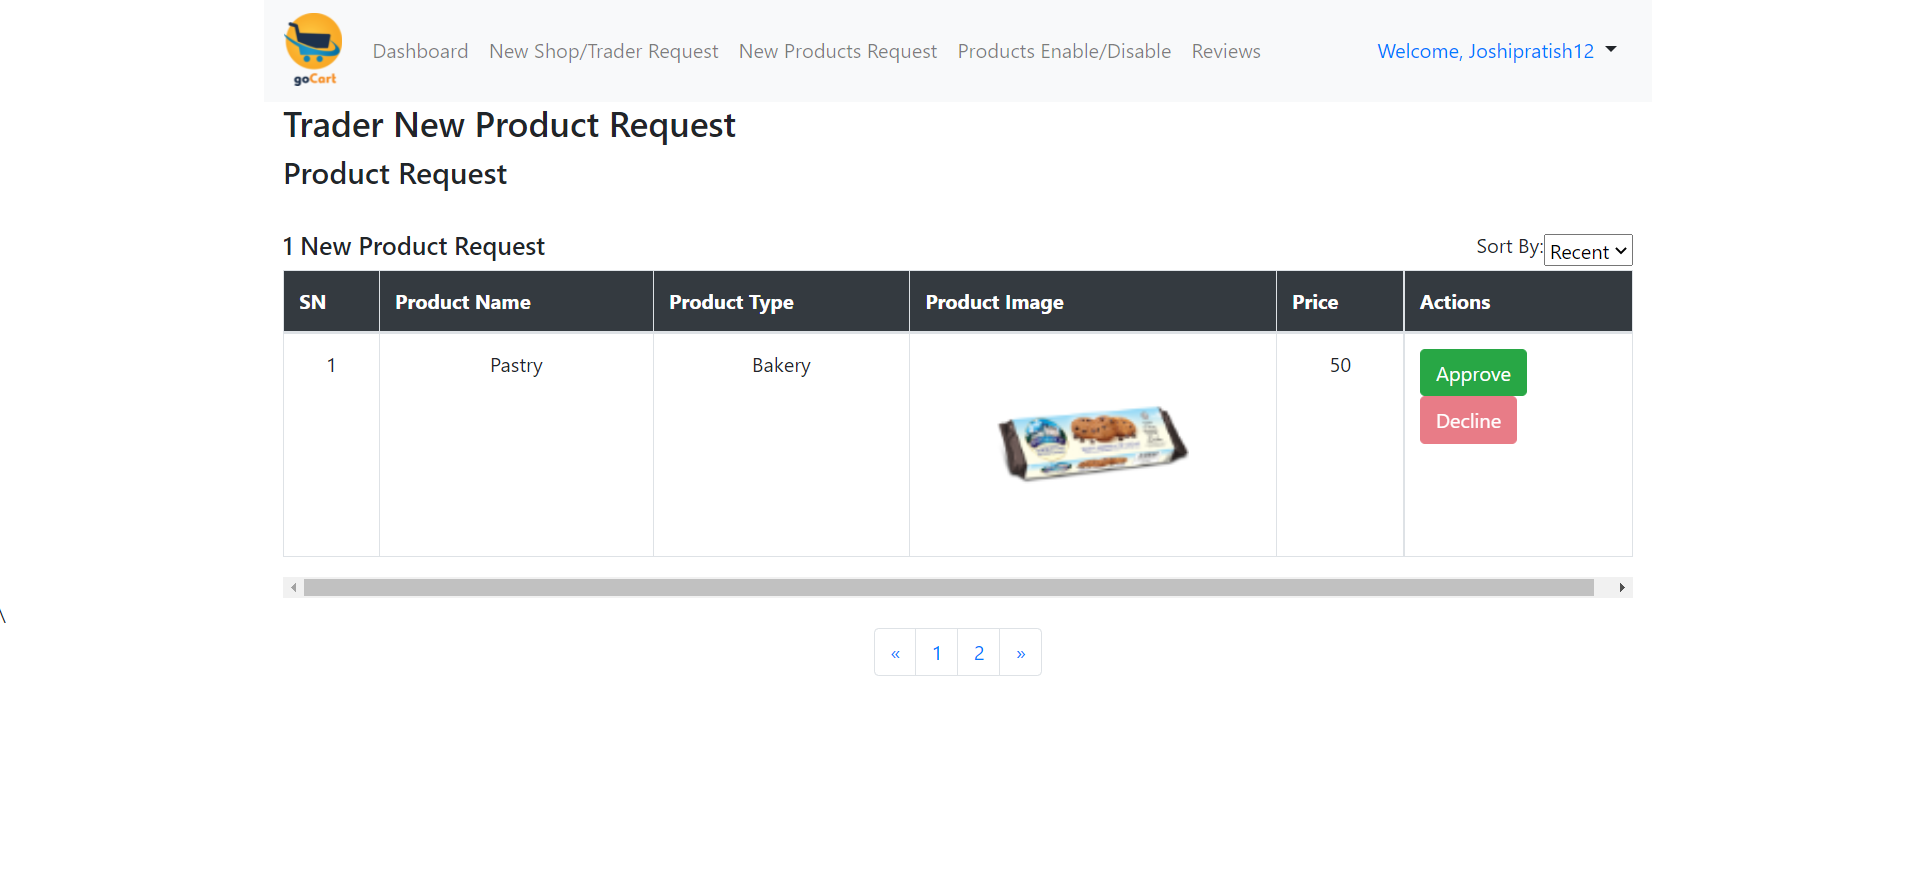 goCart
Dashboard New Shop/Trader Request New Products Request Products Enable/Disable Reviews Welcome, Joshipratish12
Trader New Product Request
Product Request
1 New Product Request Sort By: Recent
SN Product Name Product Type Product Image Price Actions
1 Pastry Bakery 50 Approve
Decline
\
« 1 2 »